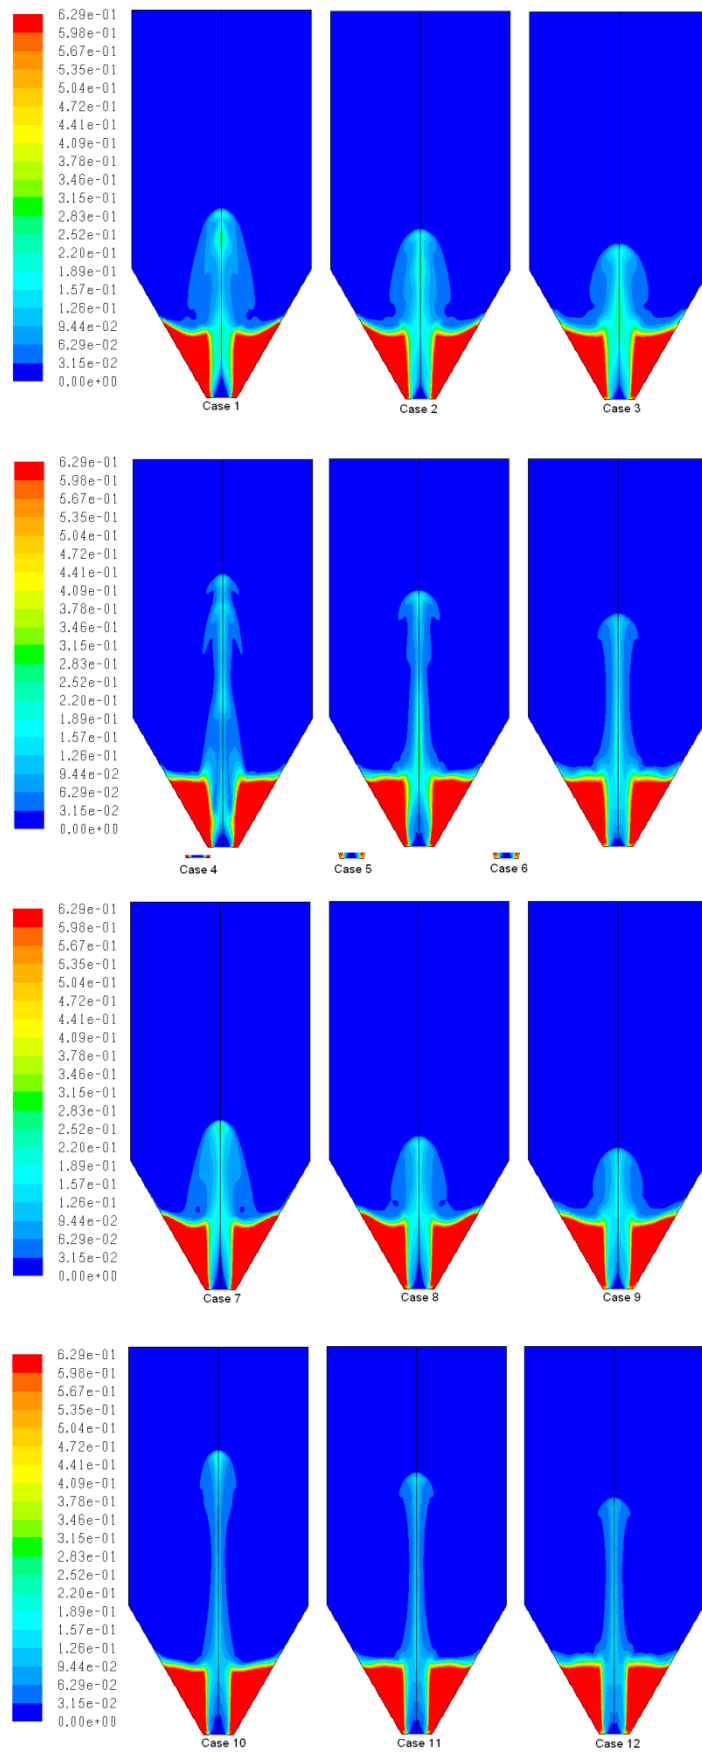 6.29e-01
5.98e-01
5.67e-01
5.35e-01
5.04e-01
4.72e-01
4.41e-01
4.09e-01
3.78e-01
3.46e-01
3.15e-01
2.83e-01
2.52e-01
2.20e-01
1.89e-01
1.57e-01
1.26e-01
9.44e-02
6.29e-02
3.15e-02
0.00e+00
Case 1
Case 2
Case 3
6.29e-01
5.98e-01
5.67e-01
5.35e-01
5.04e-01
4.72e-01
4.41e-01
4.09e-01
3.78e-01
3.46e-01
3.15e-01
2.83e-01
2.52e-01
2.20e-01
1.89e-01
1.57e-01
1.26e-01
9.44e-02
6.29e-02
3.15e-02
0.00e+00
Case 4
Case 5
Case 6
6.29e-01
5.98e-01
5.67e-01
5.35e-01
5.04e-01
4.72e-01
4.41e-01
4.09e-01
3.78e-01
3.46e-01
3.15e-01
2.83e-01
2.52e-01
2.20e-01
1.89e-01
1.57e-01
1.26e-01
9.44e-02
6.29e-02
3.15e-02
0.00e+00
Case 7
Case 8
Case 9
6.29e-01
5.98e-01
5.67e-01
5.35e-01
5.04e-01
4.72e-01
4.41e-01
4.09e-01
3.78e-01
3.46e-01
3.15e-01
2.83e-01
2.52e-01
2.20e-01
1.89e-01
1.57e-01
1.26e-01
9.44e-02
6.29e-02
3.15e-02
0.00e+00
Case 10
Case 11
Case 12